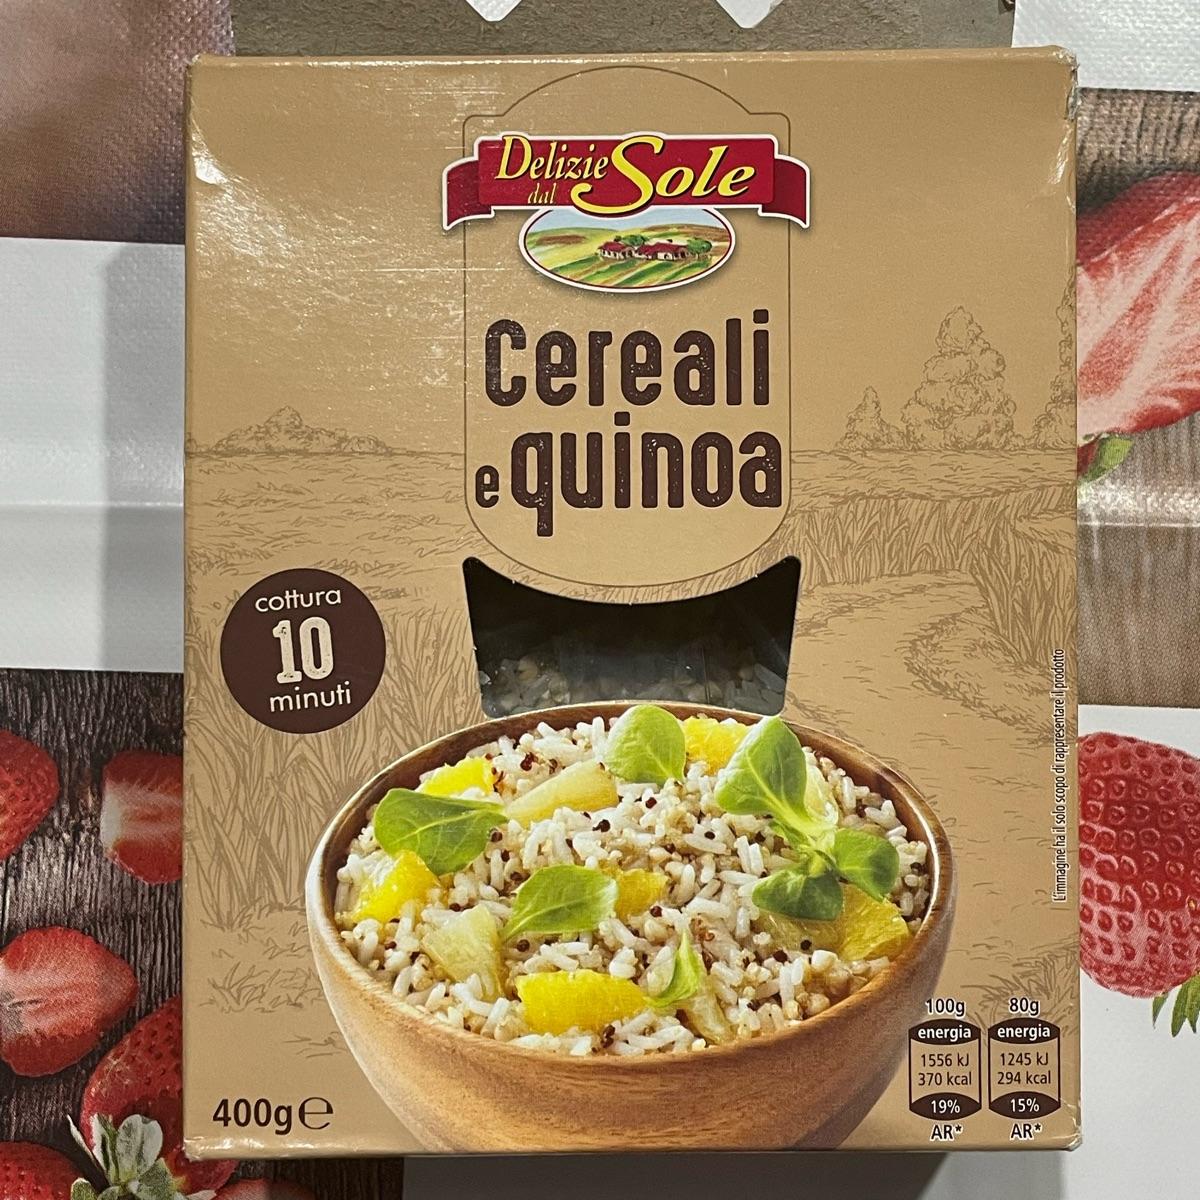 Delizie
dal Sole
Cereali
e quinoa
cottura
10
minuti
L'immagine ha il solo scopo di rappresentare il prodotto
100g
energia
1556 kJ
370 kcal
19%
AR*
80g
energia
1245 kJ
294 kcal
15%
AR*
400g e